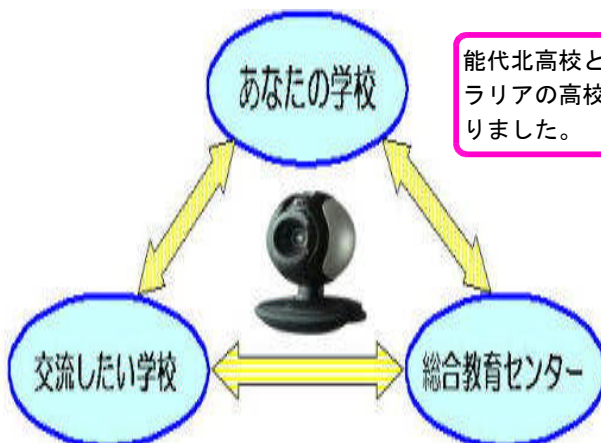 あなたの学校
能代北高校と
ラリアの高校
りました。
交流したい学校
総合教育センター